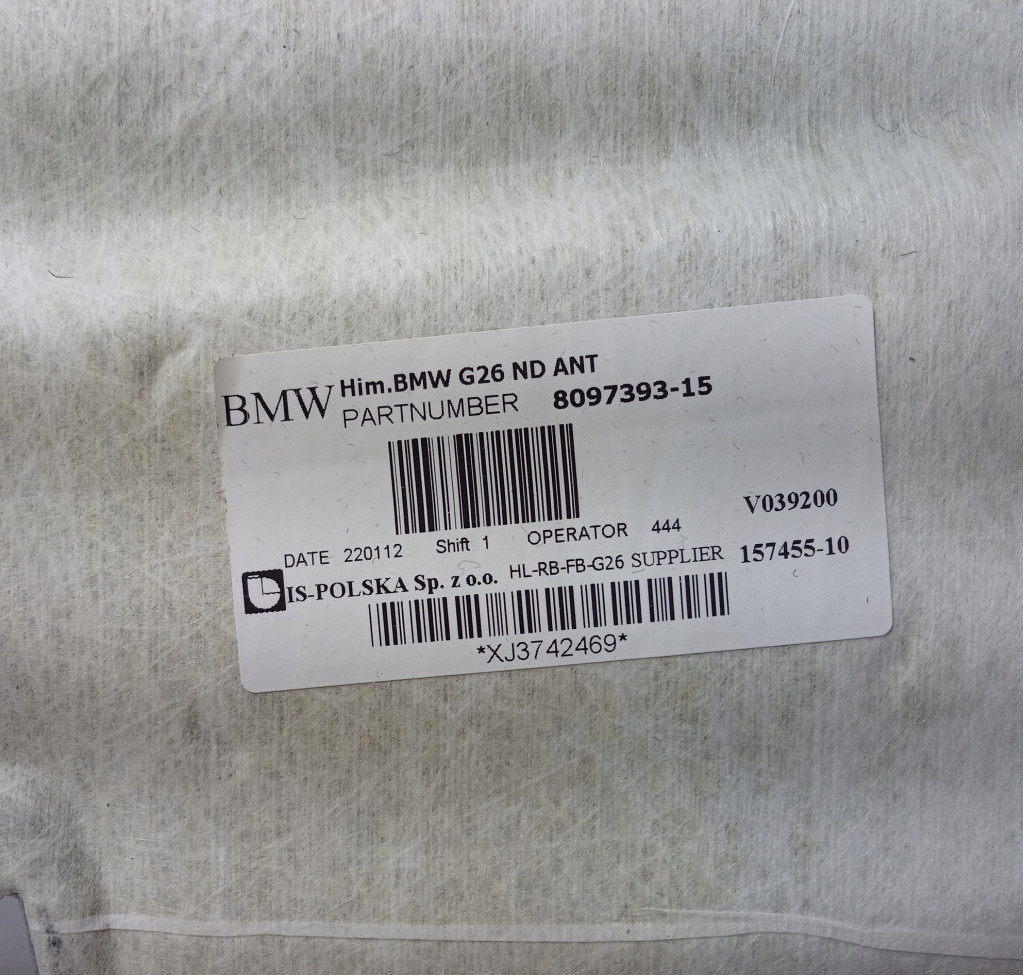 BMW Him.BMW G26 ND ANT
PARTNUMBER 8097393-15
V039200
DATE 220112 Shift 1 OPERATOR 444
IS-POLSKA Sp. z o.o. HL-RB-FB-G26 SUPPLIER 157455-10
*XJ3742469*